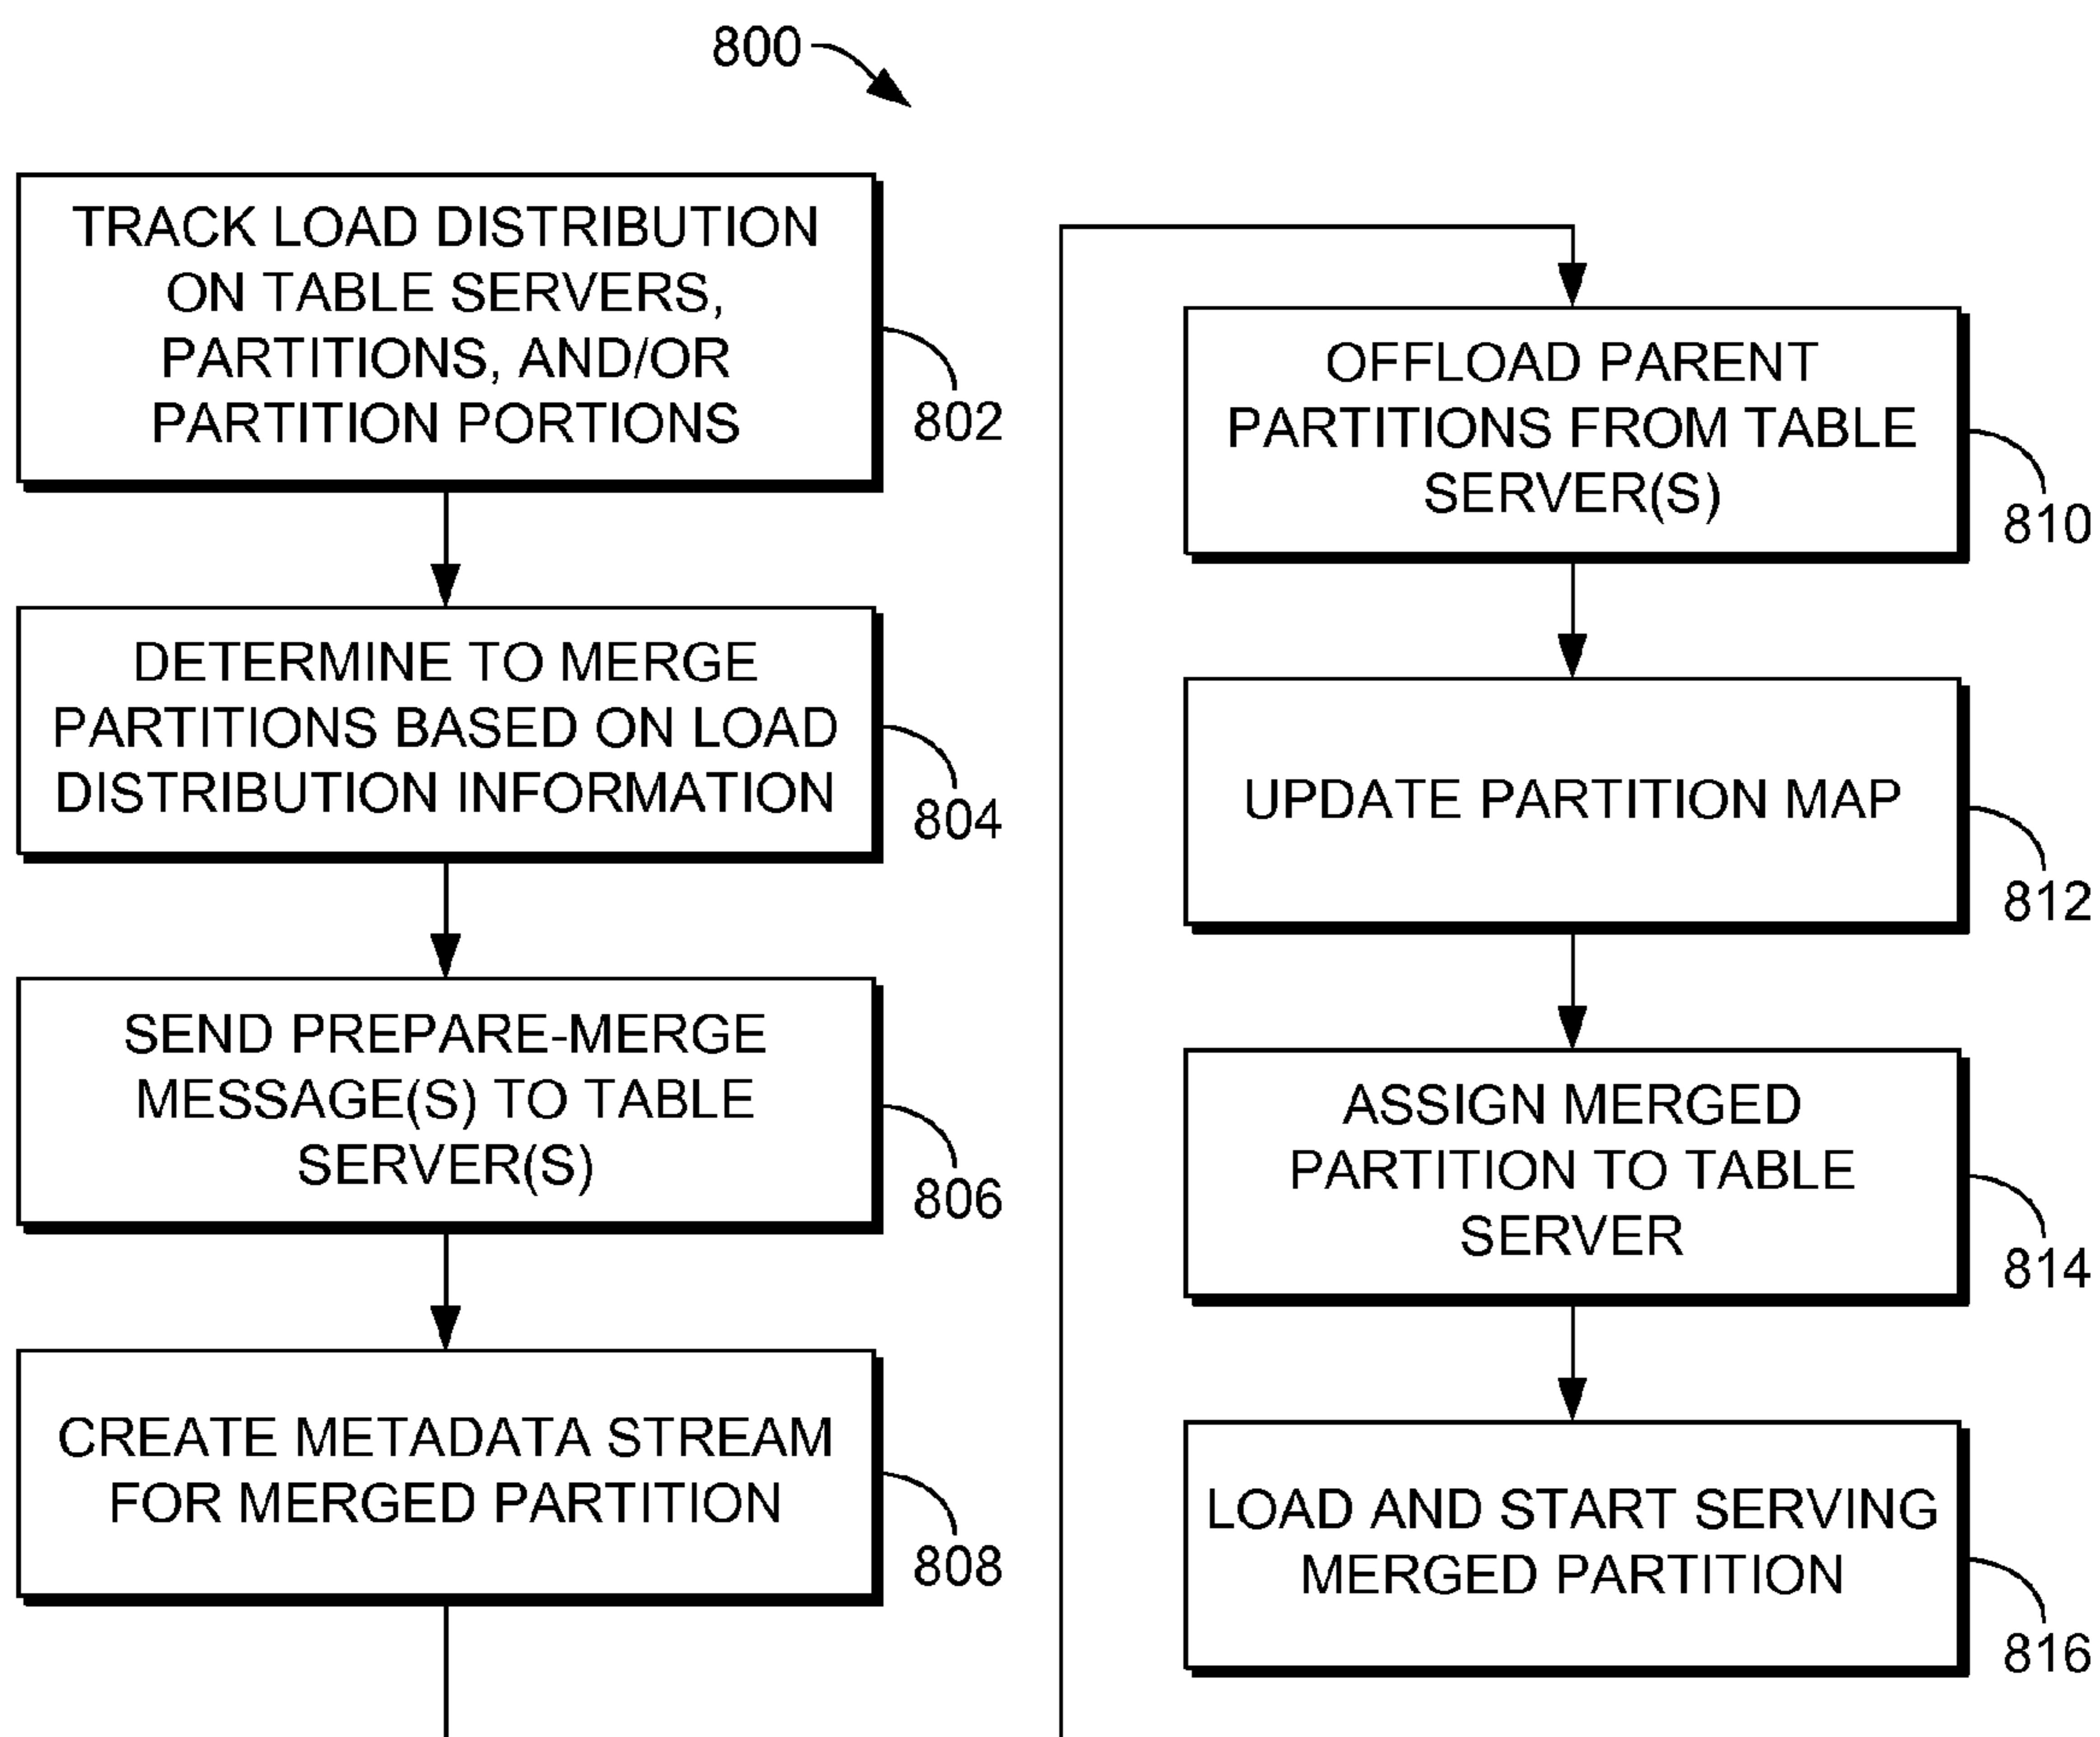 800
TRACK LOAD DISTRIBUTION
ON TABLE SERVERS,
PARTITIONS, AND/OR
PARTITION PORTIONS
802
DETERMINE TO MERGE
PARTITIONS BASED ON LOAD
DISTRIBUTION INFORMATION
804
SEND PREPARE-MERGE
MESSAGE(S) TO TABLE
SERVER(S)
806
CREATE METADATA STREAM
FOR MERGED PARTITION
808
OFFLOAD PARENT
PARTITIONS FROM TABLE
SERVER(S)
810
UPDATE PARTITION MAP
812
ASSIGN MERGED
PARTITION TO TABLE
SERVER
814
LOAD AND START SERVING
MERGED PARTITION
816